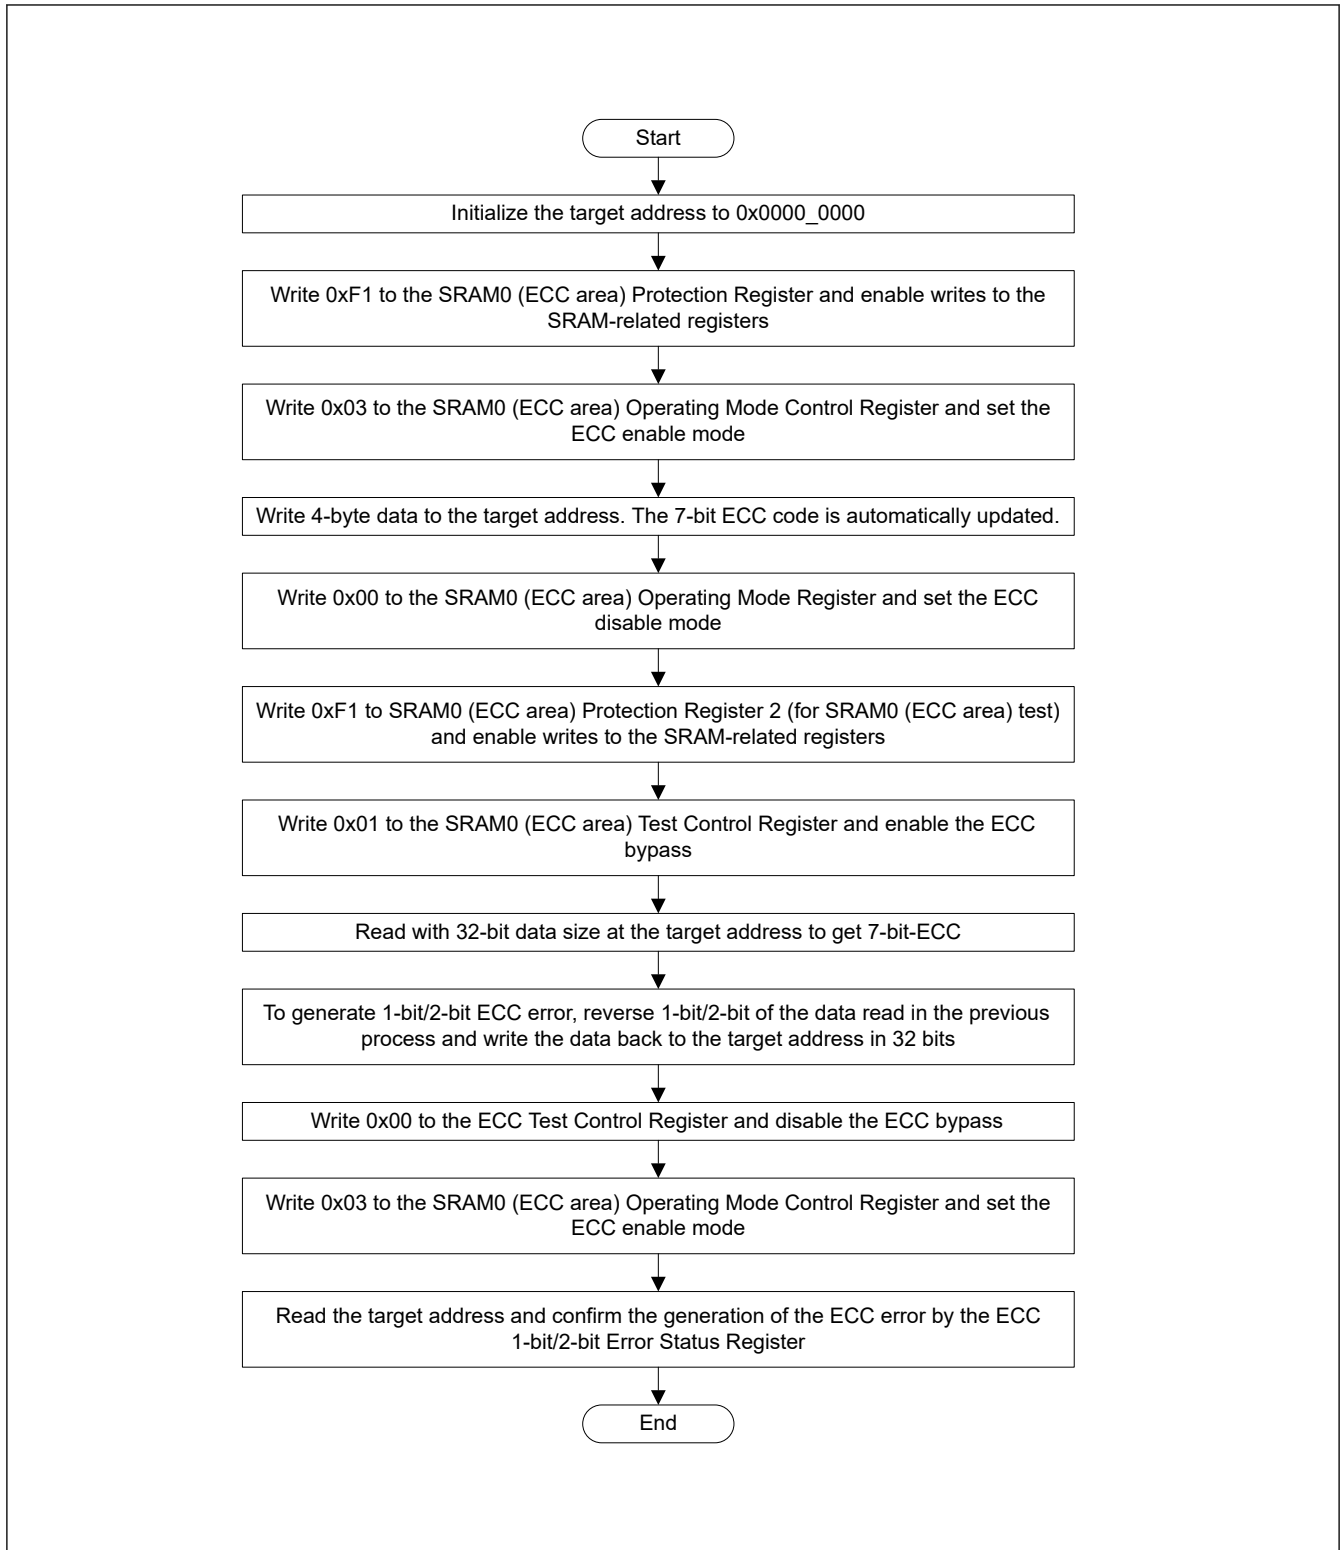 Start
Initialize the target address to 0x0000_0000
Write 0xF1 to the SRAM0 (ECC area) Protection Register and enable writes to the
SRAM-related registers
Write 0x03 to the SRAM0 (ECC area) Operating Mode Control Register and set the
ECC enable mode
Write 4-byte data to the target address. The 7-bit ECC code is automatically updated.
Write 0x00 to the SRAM0 (ECC area) Operating Mode Register and set the ECC
disable mode
Write 0xF1 to SRAM0 (ECC area) Protection Register 2 (for SRAM0 (ECC area) test)
and enable writes to the SRAM-related registers
Write 0x01 to the SRAM0 (ECC area) Test Control Register and enable the ECC
bypass
Read with 32-bit data size at the target address to get 7-bit-ECC
To generate 1-bit/2-bit ECC error, reverse 1-bit/2-bit of the data read in the previous
process and write the data back to the target address in 32 bits
Write 0x00 to the ECC Test Control Register and disable the ECC bypass
Write 0x03 to the SRAM0 (ECC area) Operating Mode Control Register and set the
ECC enable mode
Read the target address and confirm the generation of the ECC error by the ECC
1-bit/2-bit Error Status Register
End